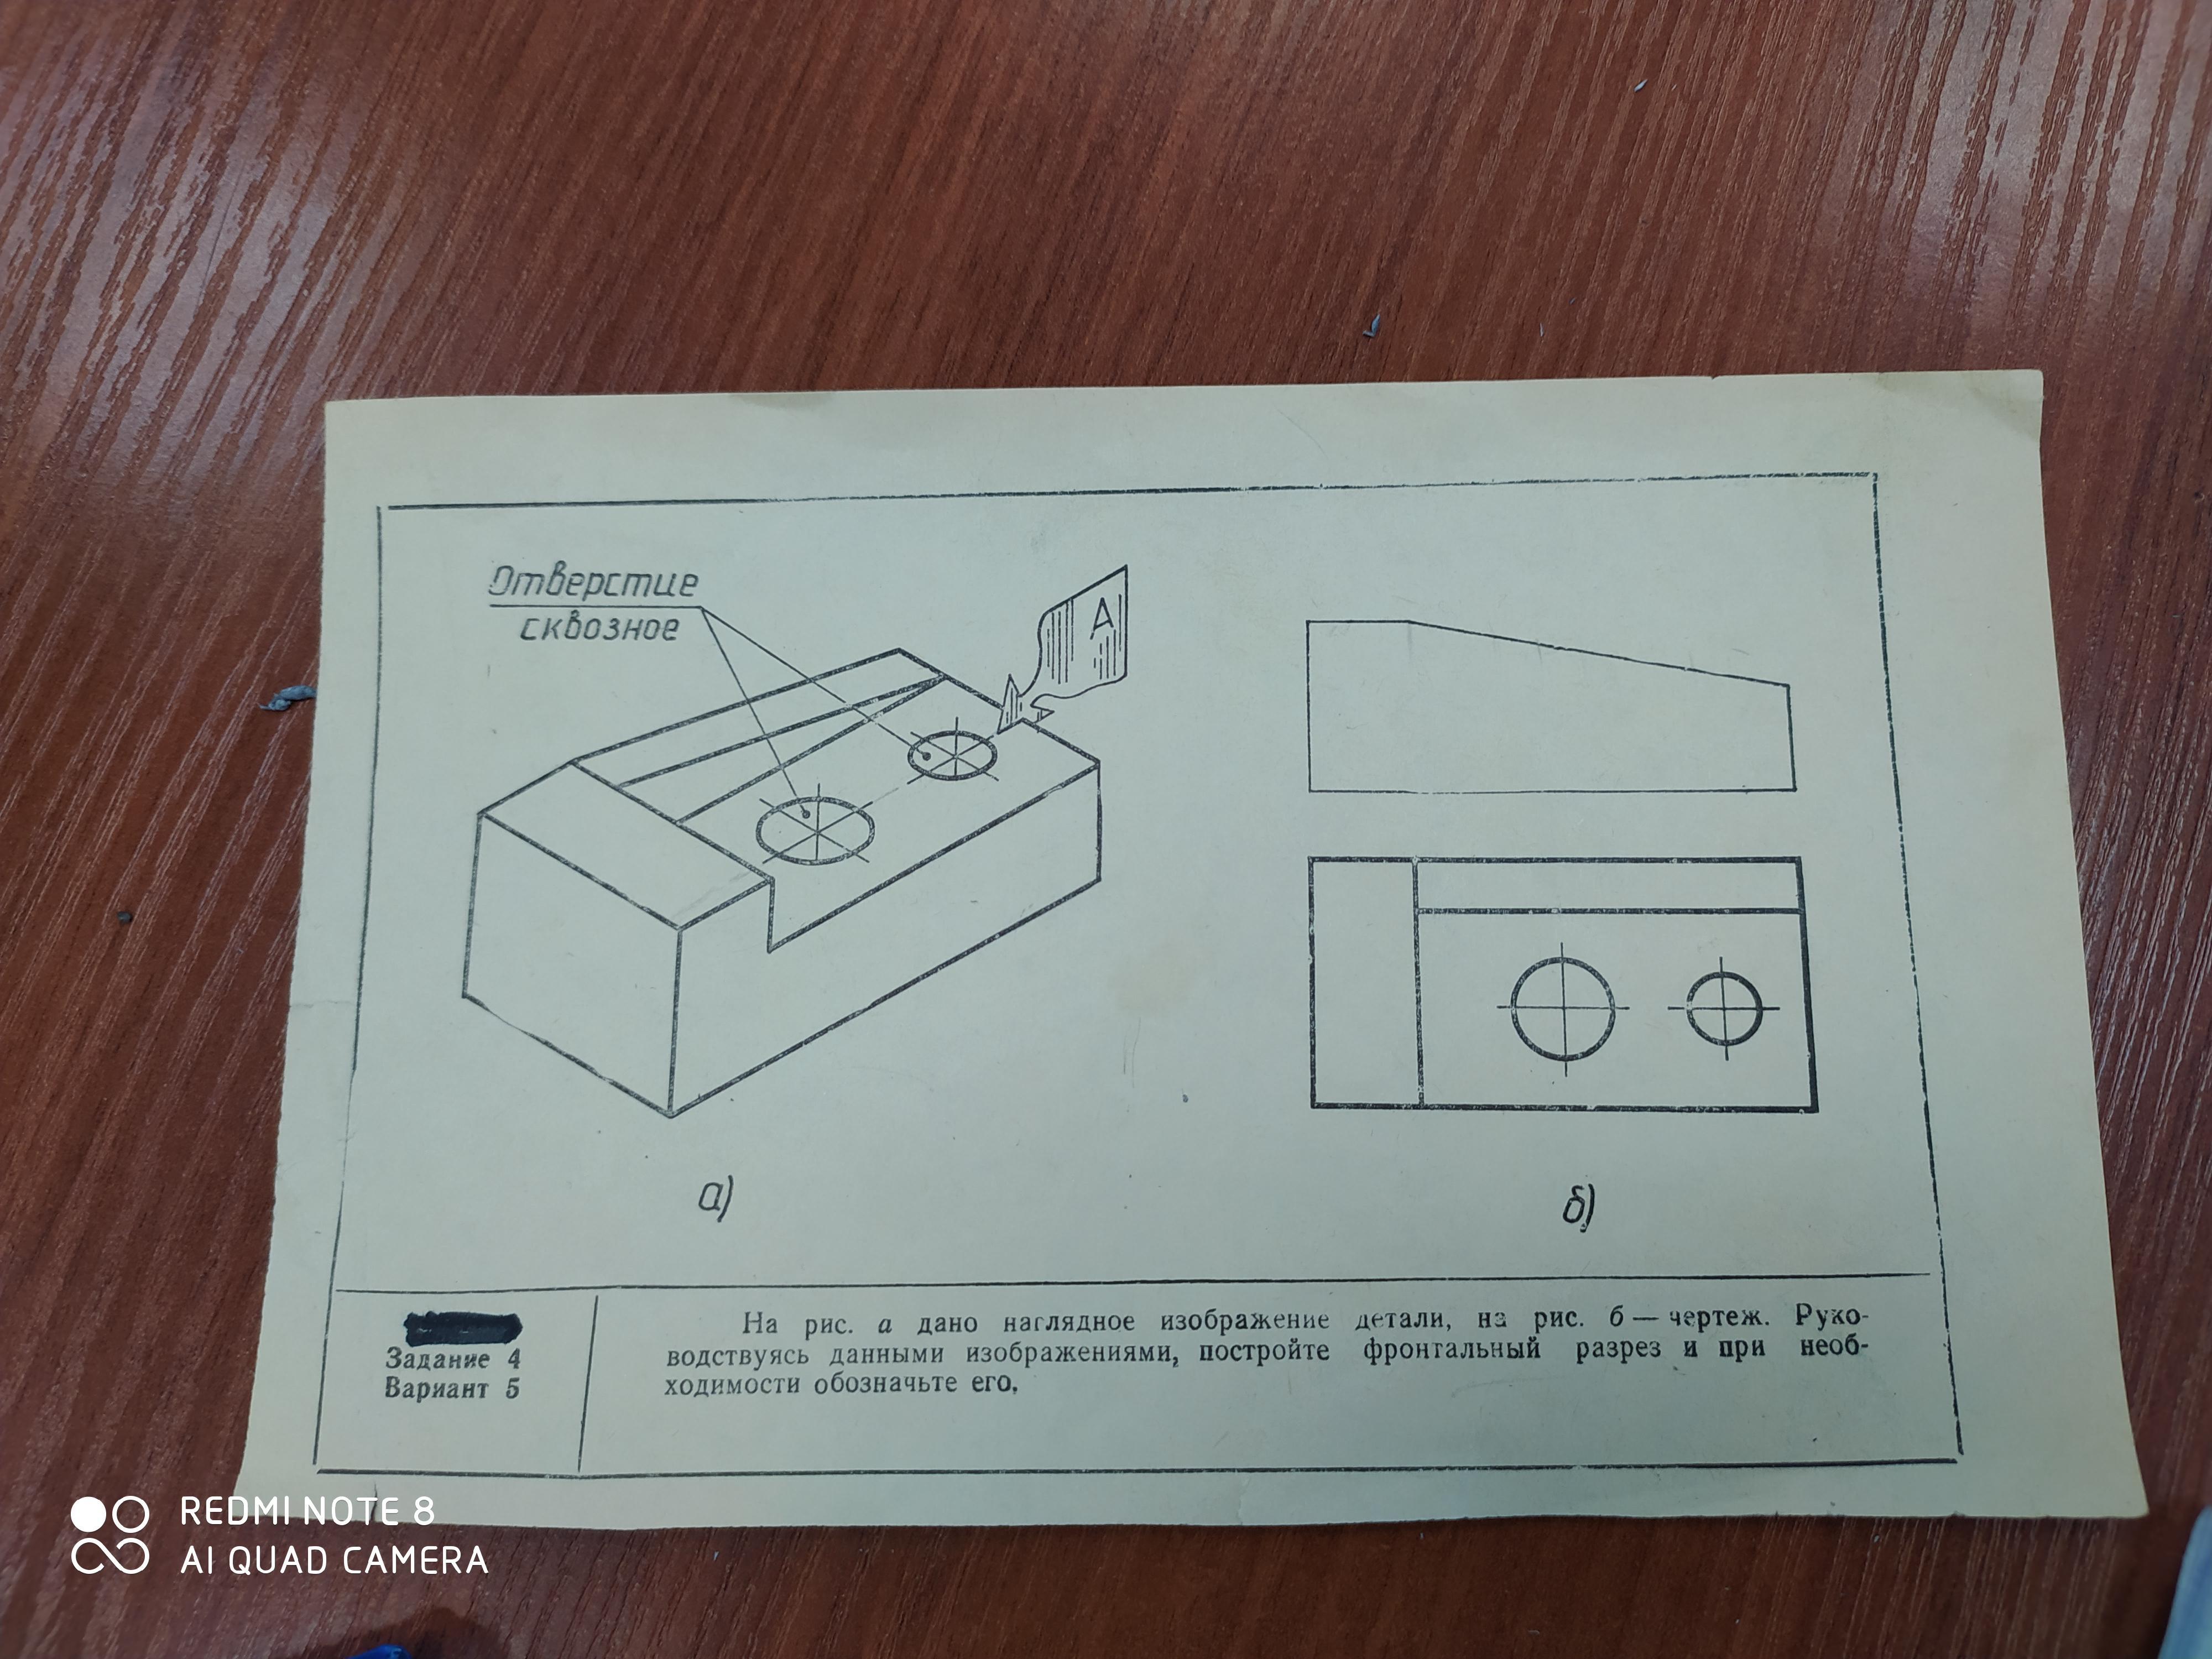 Отверстие
сквозное
А
а)
б)
Задание 4
Вариант 5
На рис. а дано наглядное изображение детали, на рис. б — чертеж. Руко-
водствуясь данными изображениями, постройте фронтальный разрез и при необ-
ходимости обозначьте его.
REDMI NOTE 8
AI QUAD CAMERA